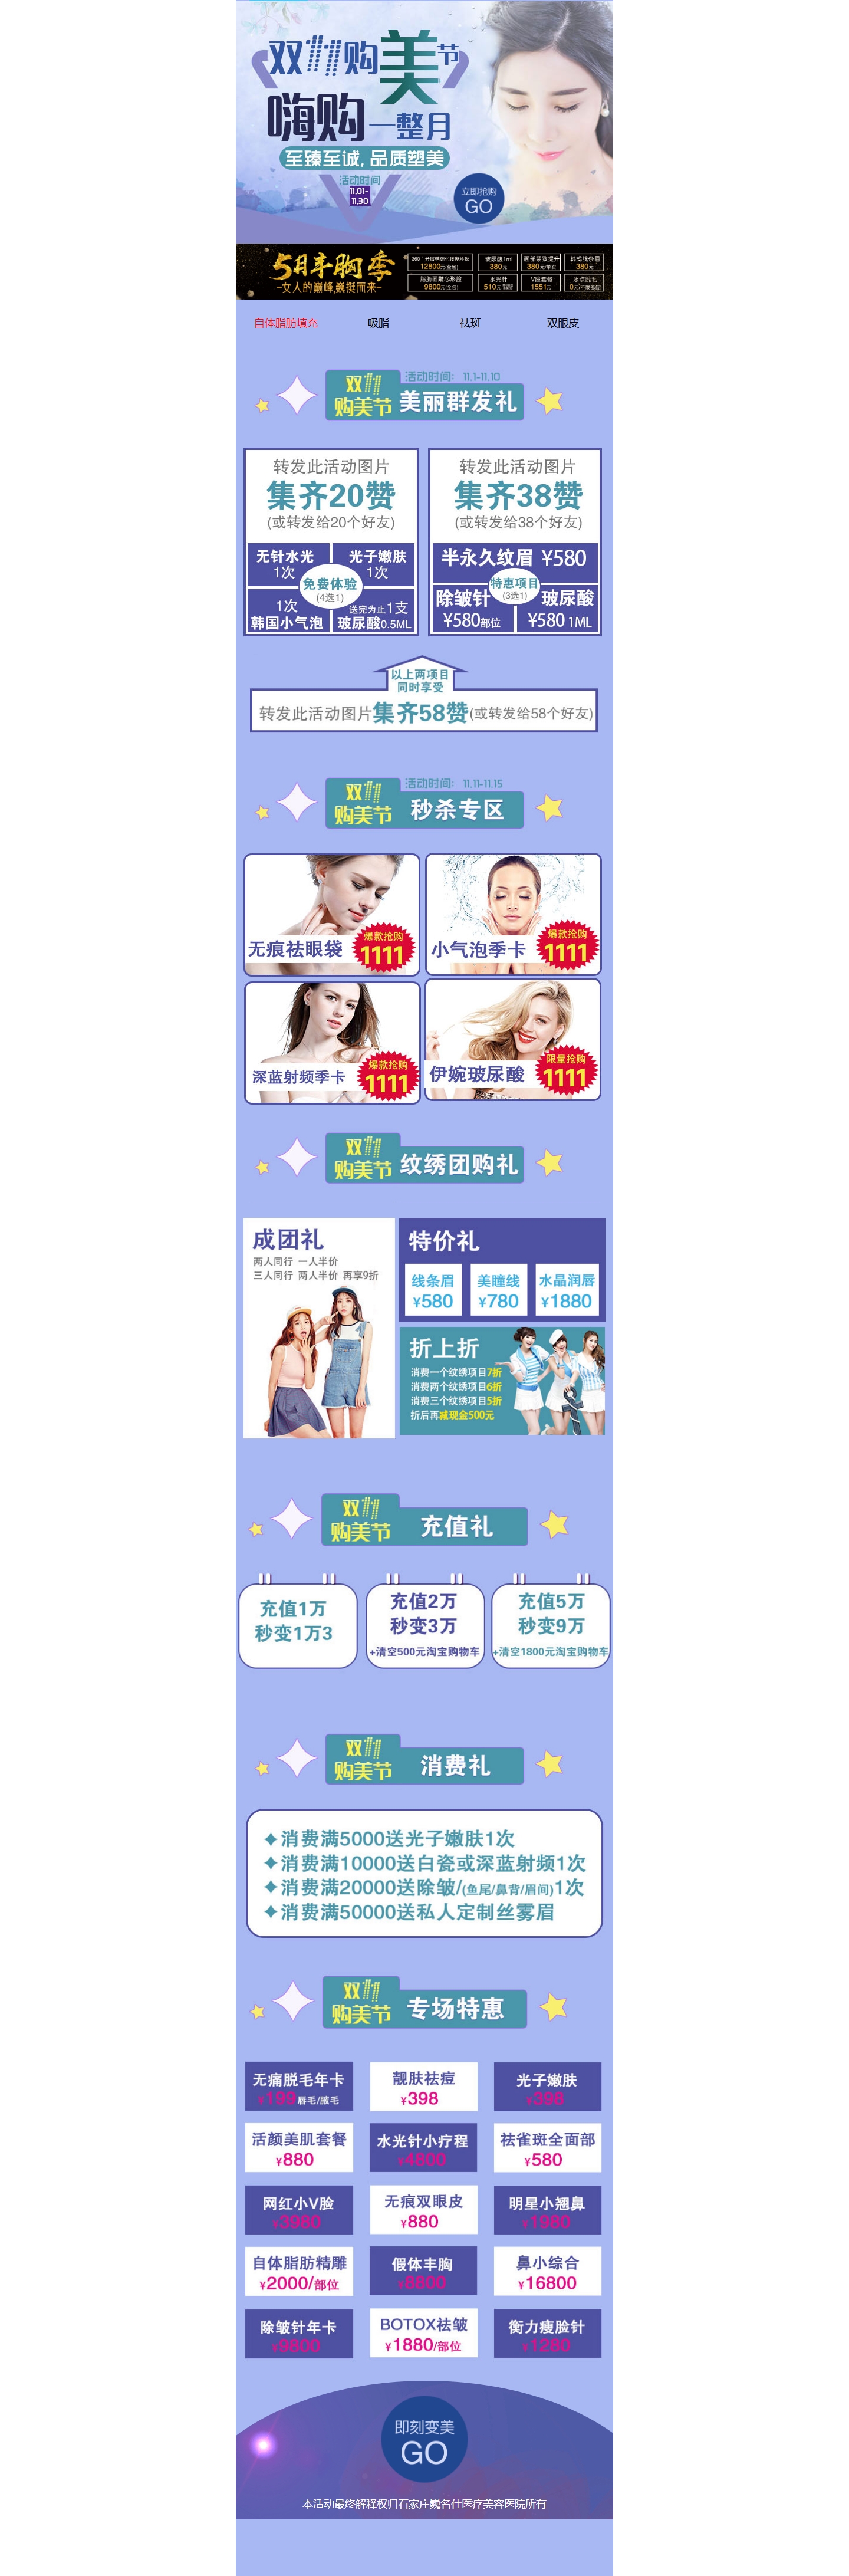 双11购美节
嗨购一整月
至臻至诚,品质塑美
活动时间
11.01-
11.30
立即抢购
GO
5月丰胸季
-女人的巅峰,巍挺而来-
12800元(全包)
玻尿酸1ml
380元
380元/单次
韩式线条眉
380元
9800元(全包)
水光针
510元
V脸套餐
1551元
冰点脱毛
0元
自体脂肪填充
吸脂
祛斑
双眼皮
双11
购美节
活动时间: 11.1-11.10
美丽群发礼
转发此活动图片
集齐20赞
(或转发给20个好友)
无针水光
1次
光子嫩肤
1次
免费体验
(4选1)
1次
韩国小气泡
送完为止1支
玻尿酸0.5ML
转发此活动图片
集齐38赞
(或转发给38个好友)
半永久纹眉 ¥580
特惠项目
(3选1)
除皱针
¥580部位
玻尿酸
¥580 1ML
以上两项目
同时享受
转发此活动图片集齐58赞(或转发给58个好友)
双11
购美节
活动时间: 11.11-11.15
秒杀专区
无痕祛眼袋
爆款抢购
1111
小气泡季卡
爆款抢购
1111
深蓝射频季卡
爆款抢购
1111
伊婉玻尿酸
限量抢购
1111
双11
购美节
纹绣团购礼
成团礼
两人同行 一人半价
三人同行 两人半价 再享9折
特价礼
线条眉
¥580
美瞳线
¥780
水晶润唇
¥1880
折上折
消费一个纹绣项目7折
消费两个纹绣项目6折
消费三个纹绣项目5折
折后再减现金500元
双11
购美节
充值礼
充值1万
秒变1万3
充值2万
秒变3万
+清空500元淘宝购物车
充值5万
秒变9万
+清空1800元淘宝购物车
双11
购美节
消费礼
消费满5000送光子嫩肤1次
消费满10000送白瓷或深蓝射频1次
消费满20000送除皱/(鱼尾/鼻背/眉间)1次
消费满50000送私人定制丝雾眉
双11
购美节
专场特惠
无痛脱毛年卡
¥199唇毛/腋毛
靓肤祛痘
¥398
光子嫩肤
¥398
活颜美肌套餐
¥880
水光针小疗程
¥4800
祛雀斑全面部
¥580
网红小V脸
¥3980
无痕双眼皮
¥880
明星小翘鼻
¥1980
自体脂肪精雕
¥2000/部位
假体丰胸
¥8800
鼻小综合
¥16800
除皱针年卡
¥9800
BOTOX祛皱
¥1880/部位
衡力瘦脸针
¥1280
即刻变美
GO
本活动最终解释权归石家庄巍名仕医疗美容医院所有